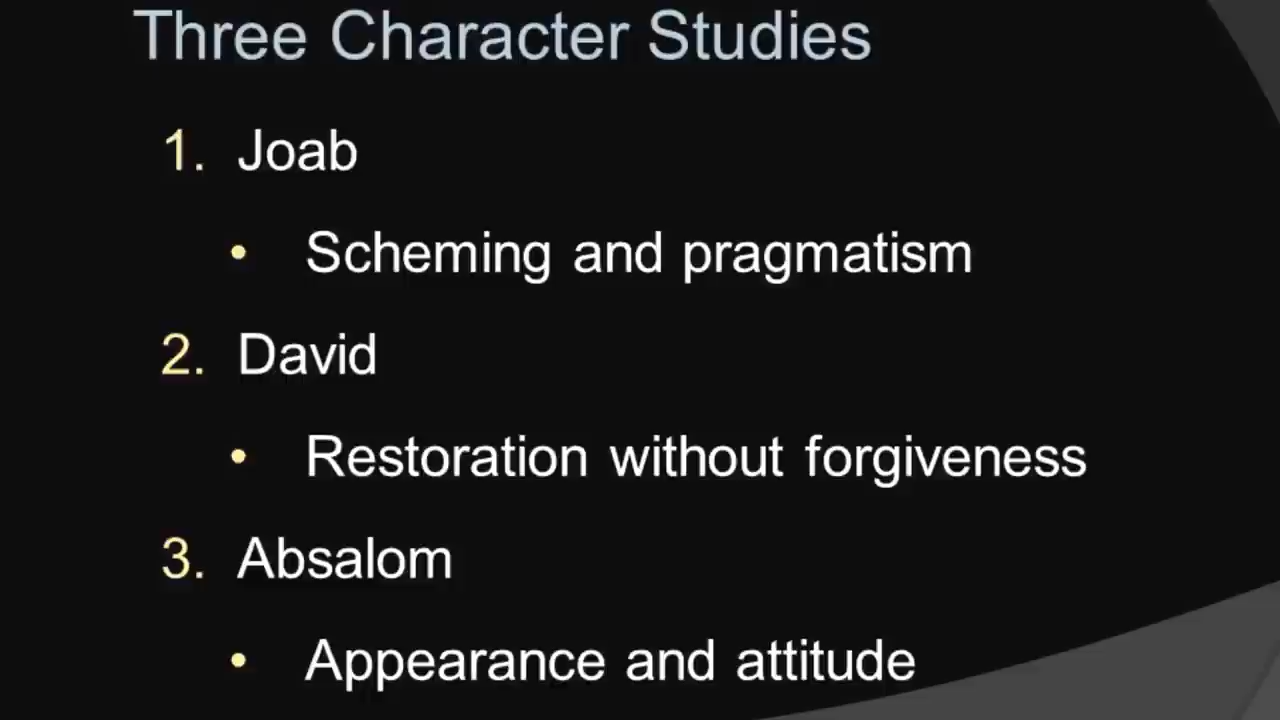 Three Character Studies
1. Joab
• Scheming and pragmatism
2. David
• Restoration without forgiveness
3. Absalom
• Appearance and attitude